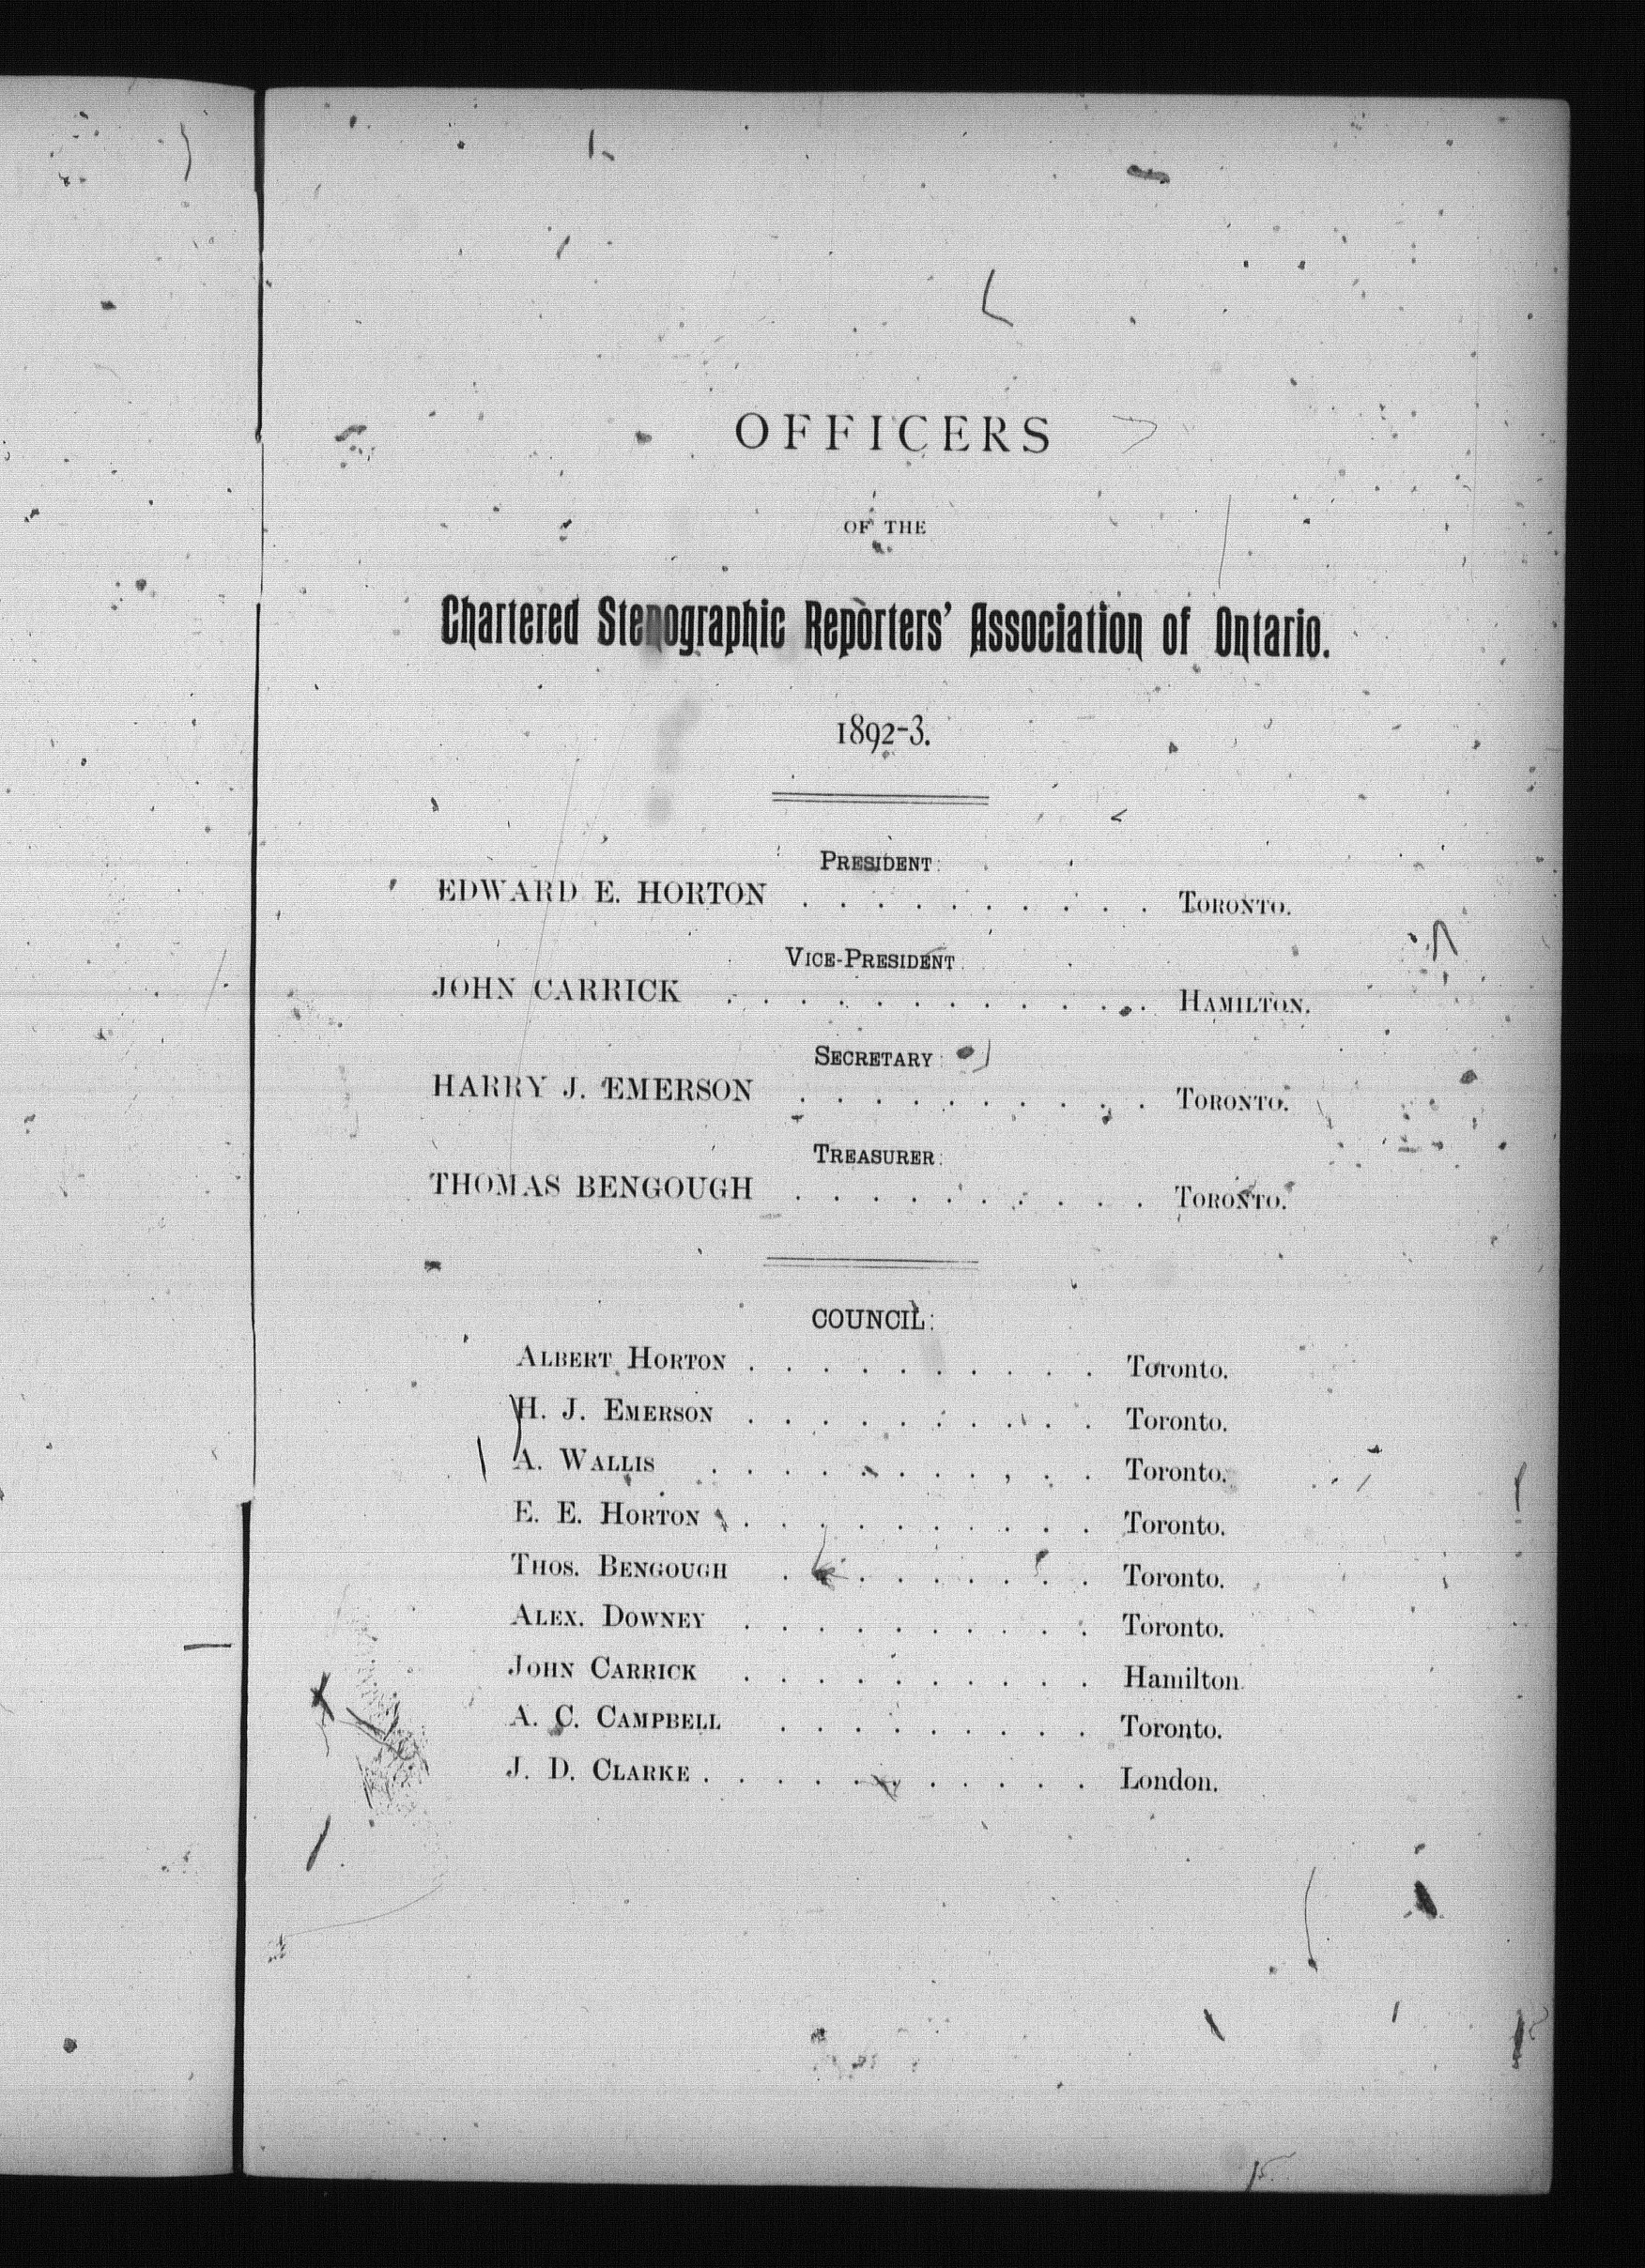 OFFICERS
OF THE
Chartered Stenographic Reporters' Association of Ontario.
1892-3.
PRESIDENT:
EDWARD E. HORTON . . . . . . . . . . TORONTO.
VICE-PRESIDENT.
JOHN CARRICK . . . . . . . . . . . . HAMILTON.
SECRETARY:
HARRY J. EMERSON . . . . . . . . . . TORONTO.
TREASURER:
THOMAS BENGOUGH . . . . . . . . . . TORONTO.
COUNCIL:
ALBERT HORTON . . . . . . . . . . Toronto.
H. J. EMERSON . . . . . . . . . . Toronto.
A. WALLIS . . . . . . . . . . . Toronto.
E. E. HORTON . . . . . . . . . . Toronto.
THOS. BENGOUGH . . . . . . . . . Toronto.
ALEX. DOWNEY . . . . . . . . . . Toronto.
JOHN CARRICK . . . . . . . . . . Hamilton.
A. C. CAMPBELL . . . . . . . . . Toronto.
J. D. CLARKE . . . . . . . . . . . London.